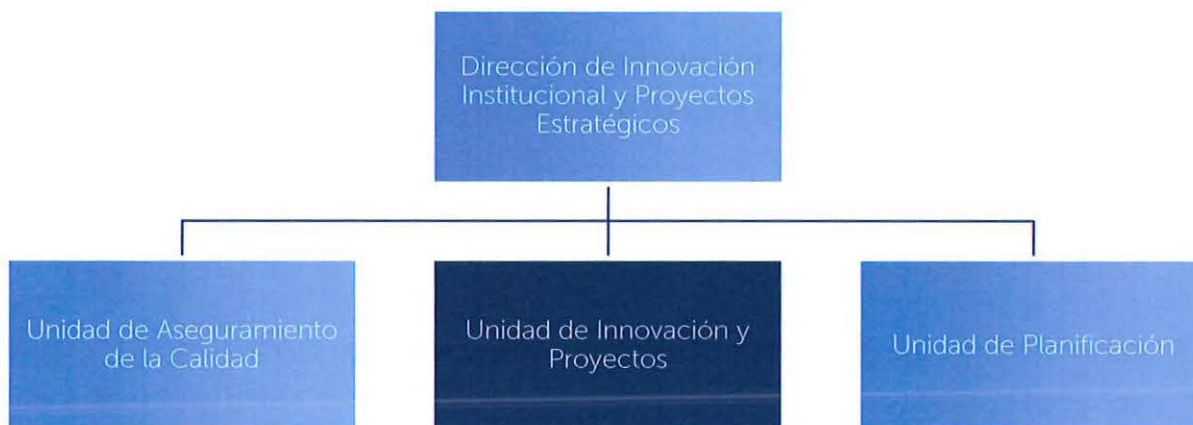 Dirección de Innovación
Institucional y Proyectos
Estratégicos
Unidad de Aseguramiento
de la Calidad
Unidad de Innovación y
Proyectos
Unidad de Planificación